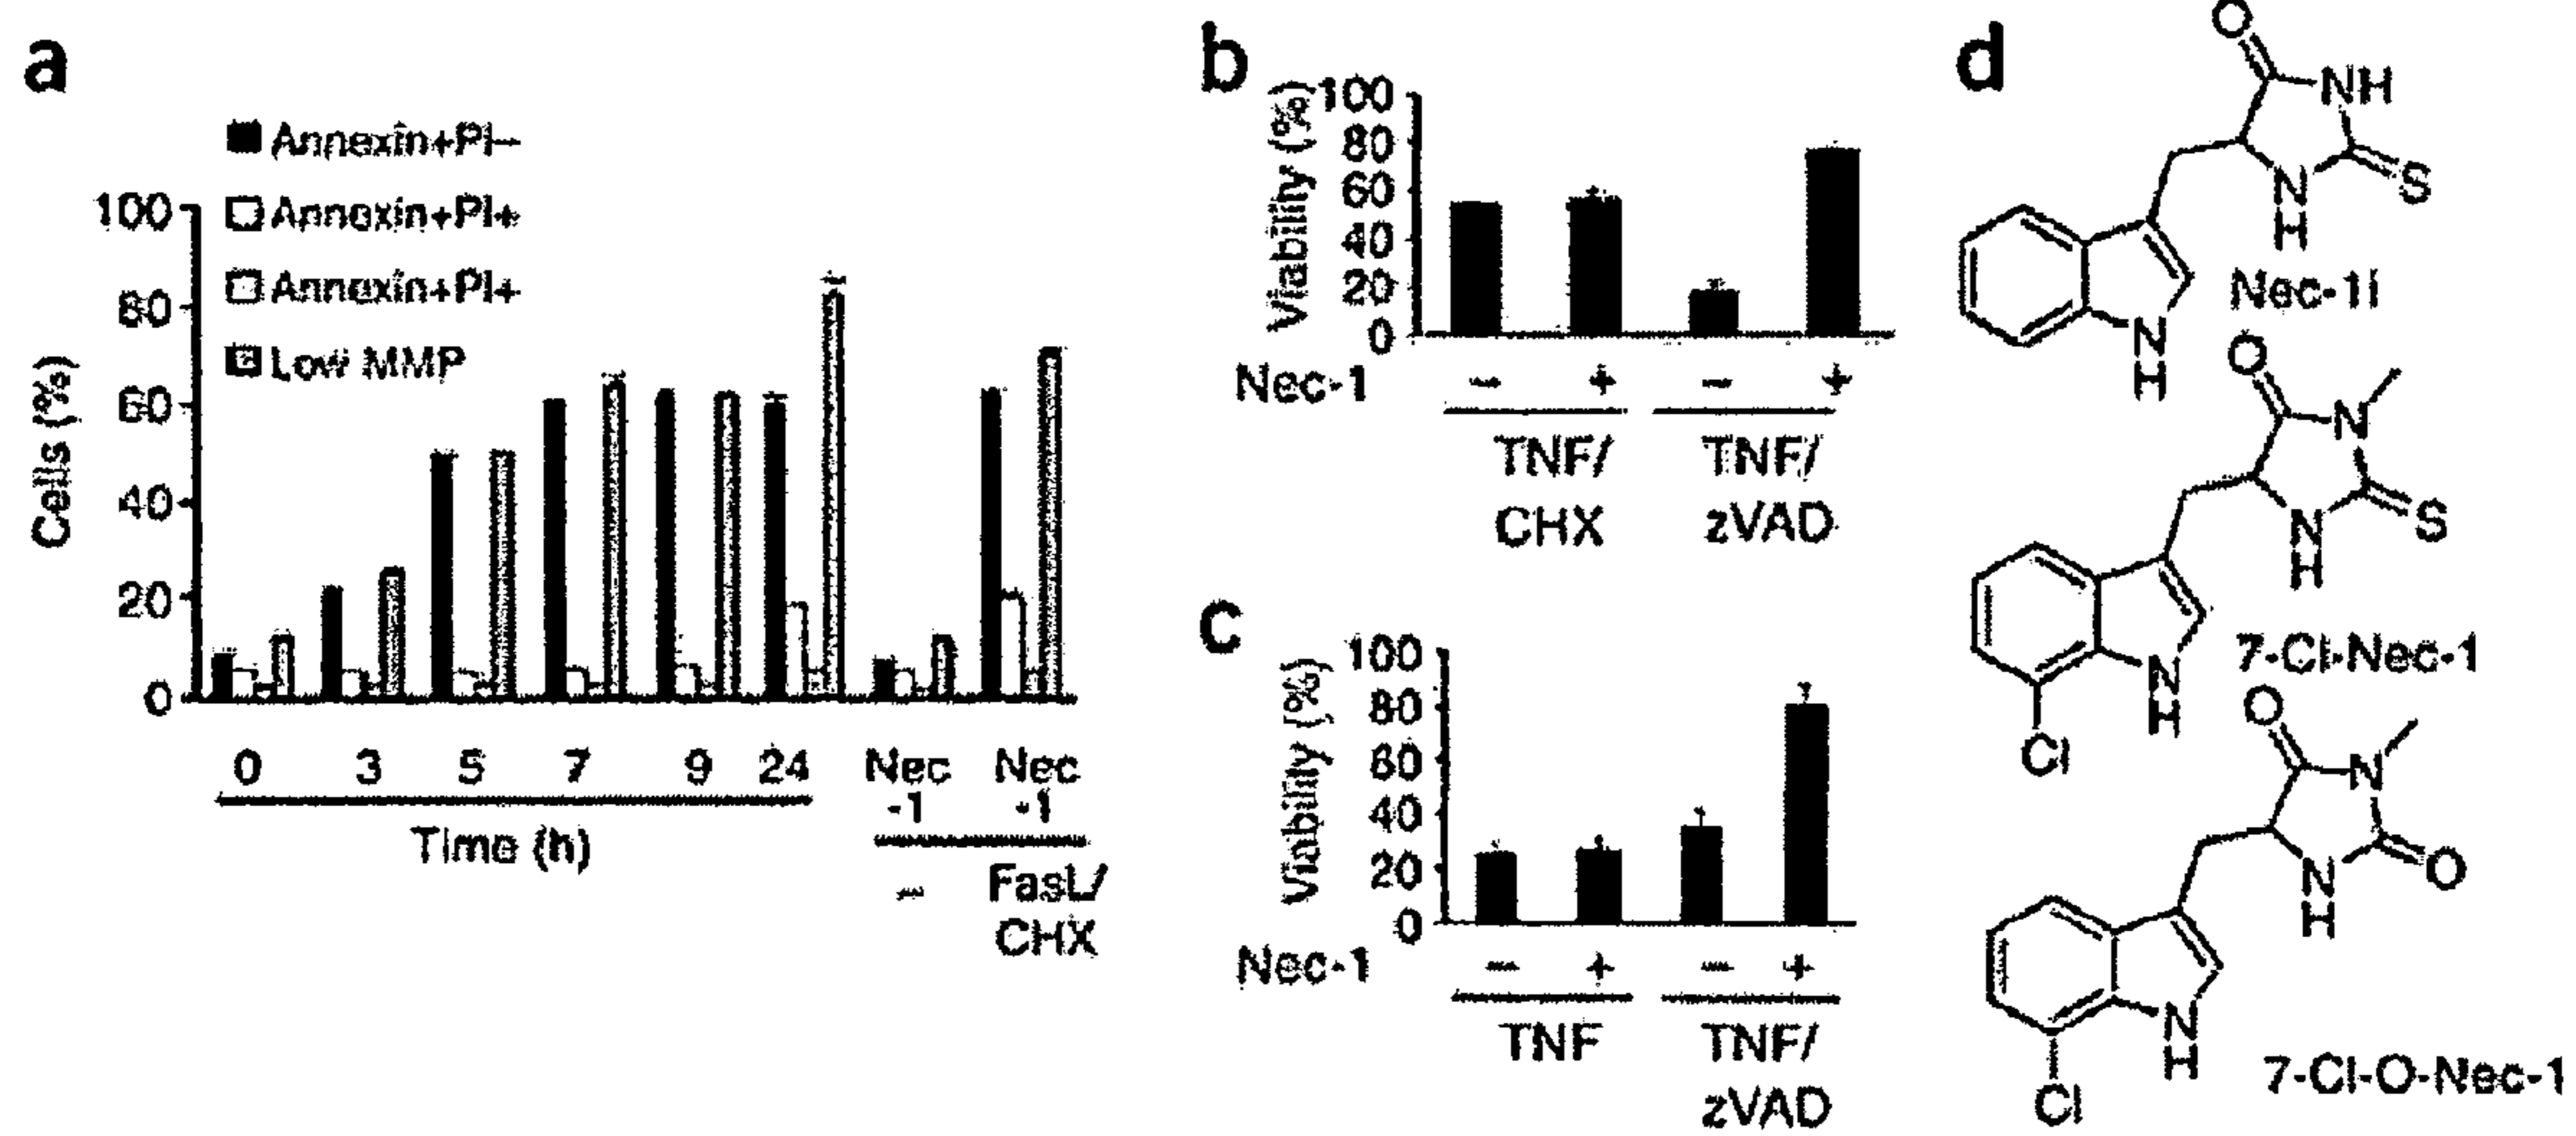 a
Annexin+PI−
Annexin+PI+
Annexin+PI+
Low MMP
Cells (%)
100
80
60
40
20
0
0 3 5 7 9 24 Nec Nec
-1 -1
Time (h)
− FasL/
CHX
b
Viability (%)
100
80
60
40
20
0
Nec-1 − + − +
TNF/ TNF/
CHX zVAD
c
Viability (%)
100
80
60
40
20
0
Nec-1 − + − +
TNF TNF/
zVAD
d
O
NH
S
N
H
N
H
Nec-1i
O
N
S
N
H
N
H
Cl
7-Cl-Nec-1
O
N
O
N
H
N
H
Cl
7-Cl-O-Nec-1